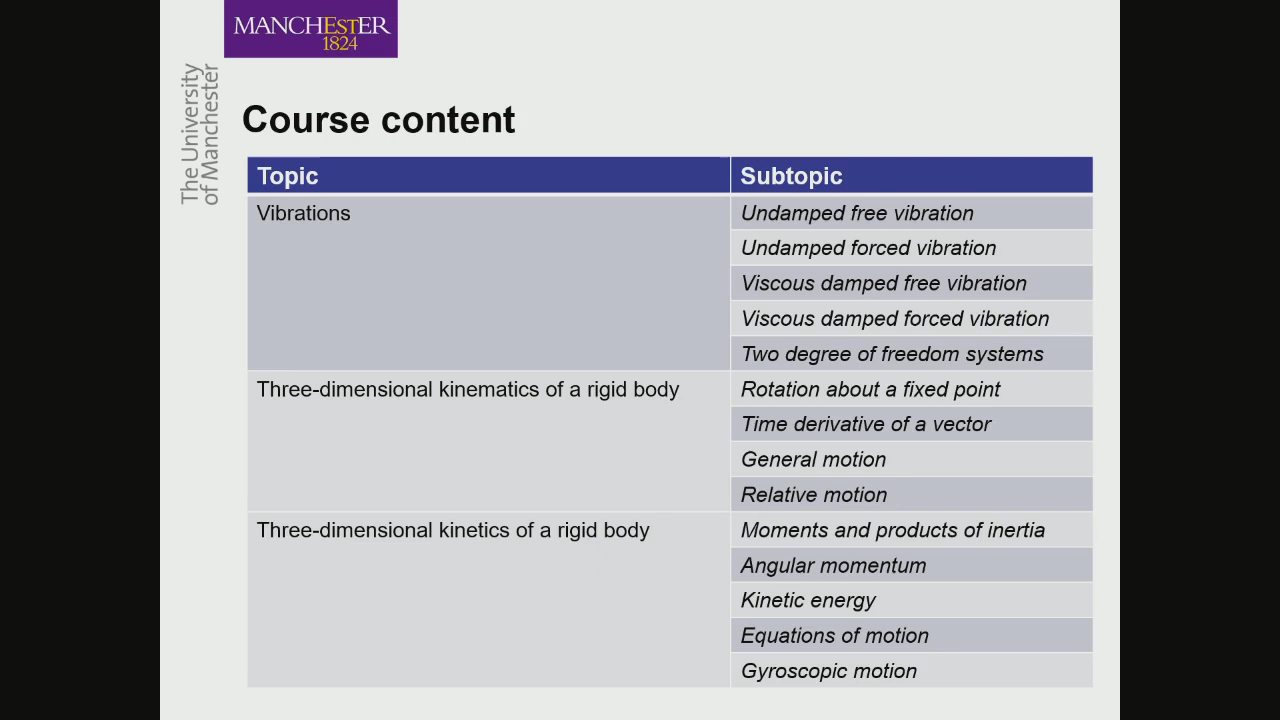 MANCHESTER
1824
The University
of Manchester
Course content
Topic Subtopic
Vibrations Undamped free vibration
Undamped forced vibration
Viscous damped free vibration
Viscous damped forced vibration
Two degree of freedom systems
Three-dimensional kinematics of a rigid body Rotation about a fixed point
Time derivative of a vector
General motion
Relative motion
Three-dimensional kinetics of a rigid body Moments and products of inertia
Angular momentum
Kinetic energy
Equations of motion
Gyroscopic motion